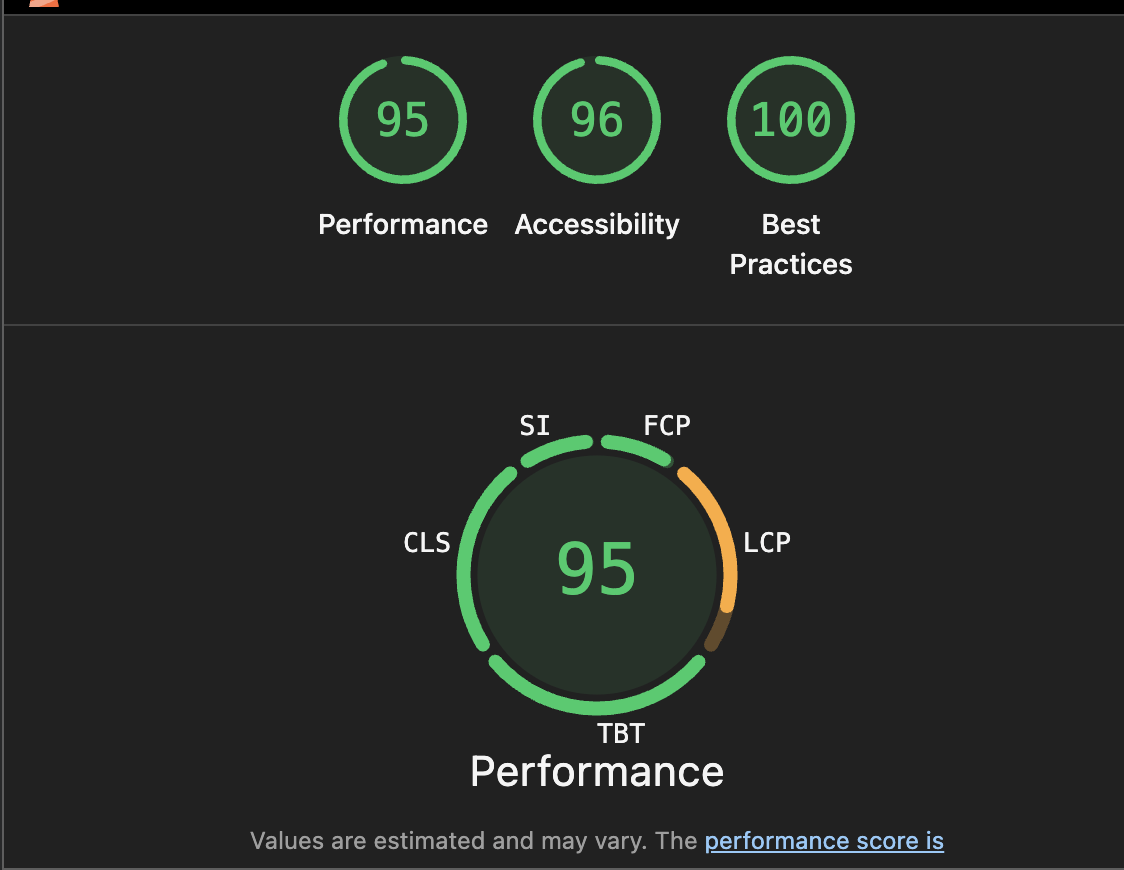 95 96 100
Performance Accessibility Best
Practices
SI FCP
95
CLS LCP
TBT
Performance
Values are estimated and may vary. The performance score is